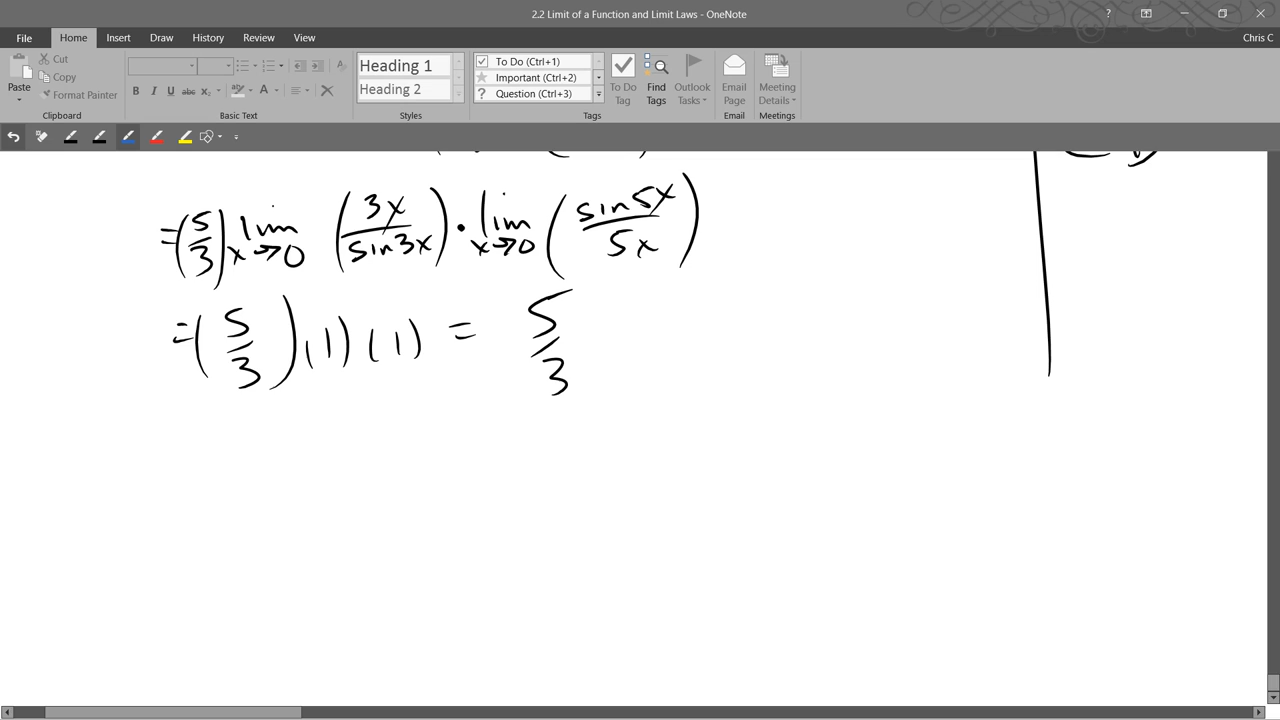 2.2 Limit of a Function and Limit Laws - OneNote
?
File Home Insert Draw History Review View Chris C
Paste
Cut
Copy
Format Painter
Clipboard
B I U abc x₂ ab A
Basic Text
Heading 1
Heading 2
Styles
To Do (Ctrl+1)
Important (Ctrl+2)
? Question (Ctrl+3)
To Do Tag
Find Tags
Outlook Tasks
Tags
Email Page
Email
Meeting Details
Meetings
= (5/3) lim x→0 (3x / sin3x) · lim x→0 (sin5x / 5x)
= (5/3)(1)(1) = 5/3